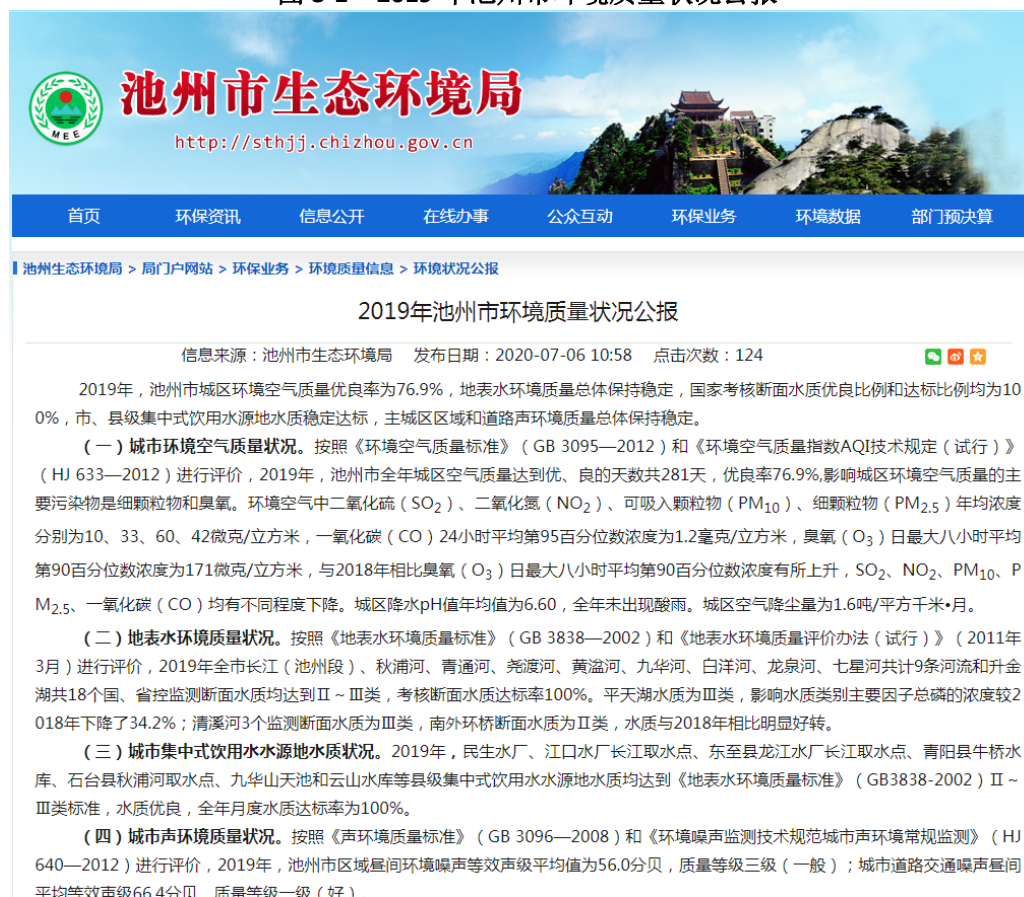 池州市生态环境局
MEE
http://sthjj.chizhou.gov.cn
首页 环保资讯 信息公开 在线办事 公众互动 环保业务 环境数据 部门预决算
池州生态环境局 > 局门户网站 > 环保业务 > 环境质量信息 > 环境状况公报
2019年池州市环境质量状况公报
信息来源：池州市生态环境局 发布日期：2020-07-06 10:58 点击次数：124
2019年，池州市城区环境空气质量优良率为76.9%，地表水环境质量总体保持稳定，国家考核断面水质优良比例和达标比例均为10
0%，市、县级集中式饮用水源地水质稳定达标，主城区区域和道路声环境质量总体保持稳定。
（一）城市环境空气质量状况。按照《环境空气质量标准》（GB 3095—2012）和《环境空气质量指数AQI技术规定（试行）》
（HJ 633—2012）进行评价，2019年，池州市全年城区空气质量达到优、良的天数共281天，优良率76.9%,影响城区环境空气质量的主
要污染物是细颗粒物和臭氧。环境空气中二氧化硫（SO2）、二氧化氮（NO2）、可吸入颗粒物（PM10）、细颗粒物（PM2.5）年均浓度
分别为10、33、60、42微克/立方米，一氧化碳（CO）24小时平均第95百分位数浓度为1.2毫克/立方米，臭氧（O3）日最大八小时平均
第90百分位数浓度为171微克/立方米，与2018年相比臭氧（O3）日最大八小时平均第90百分位数浓度有所上升，SO2、NO2、PM10、P
M2.5、一氧化碳（CO）均有不同程度下降。城区降水pH值年均值为6.60，全年未出现酸雨。城区空气降尘量为1.6吨/平方千米•月。
（二）地表水环境质量状况。按照《地表水环境质量标准》（GB 3838—2002）和《地表水环境质量评价办法（试行）》（2011年
3月）进行评价，2019年全市长江（池州段）、秋浦河、青通河、尧渡河、黄湓河、九华河、白洋河、龙泉河、七星河共计9条河流和升金
湖共18个国、省控监测断面水质均达到Ⅱ～Ⅲ类，考核断面水质达标率100%。平天湖水质为Ⅲ类，影响水质类别主要因子总磷的浓度较2
018年下降了34.2%；清溪河3个监测断面水质为Ⅲ类，南外环桥断面水质为Ⅱ类，水质与2018年相比明显好转。
（三）城市集中式饮用水水源地水质状况。2019年，民生水厂、江口水厂长江取水点、东至县龙江水厂长江取水点、青阳县牛桥水
库、石台县秋浦河取水点、九华山天池和云山水库等县级集中式饮用水水源地水质均达到《地表水环境质量标准》（GB3838-2002）Ⅱ～
Ⅲ类标准，水质优良，全年月度水质达标率为100%。
（四）城市声环境质量状况。按照《声环境质量标准》（GB 3096—2008）和《环境噪声监测技术规范城市声环境常规监测》（HJ
640—2012）进行评价，2019年，池州市区域昼间环境噪声等效声级平均值为56.0分贝，质量等级三级（一般）；城市道路交通噪声昼间
平均等效声级66.4分贝，质量等级一级（好）。